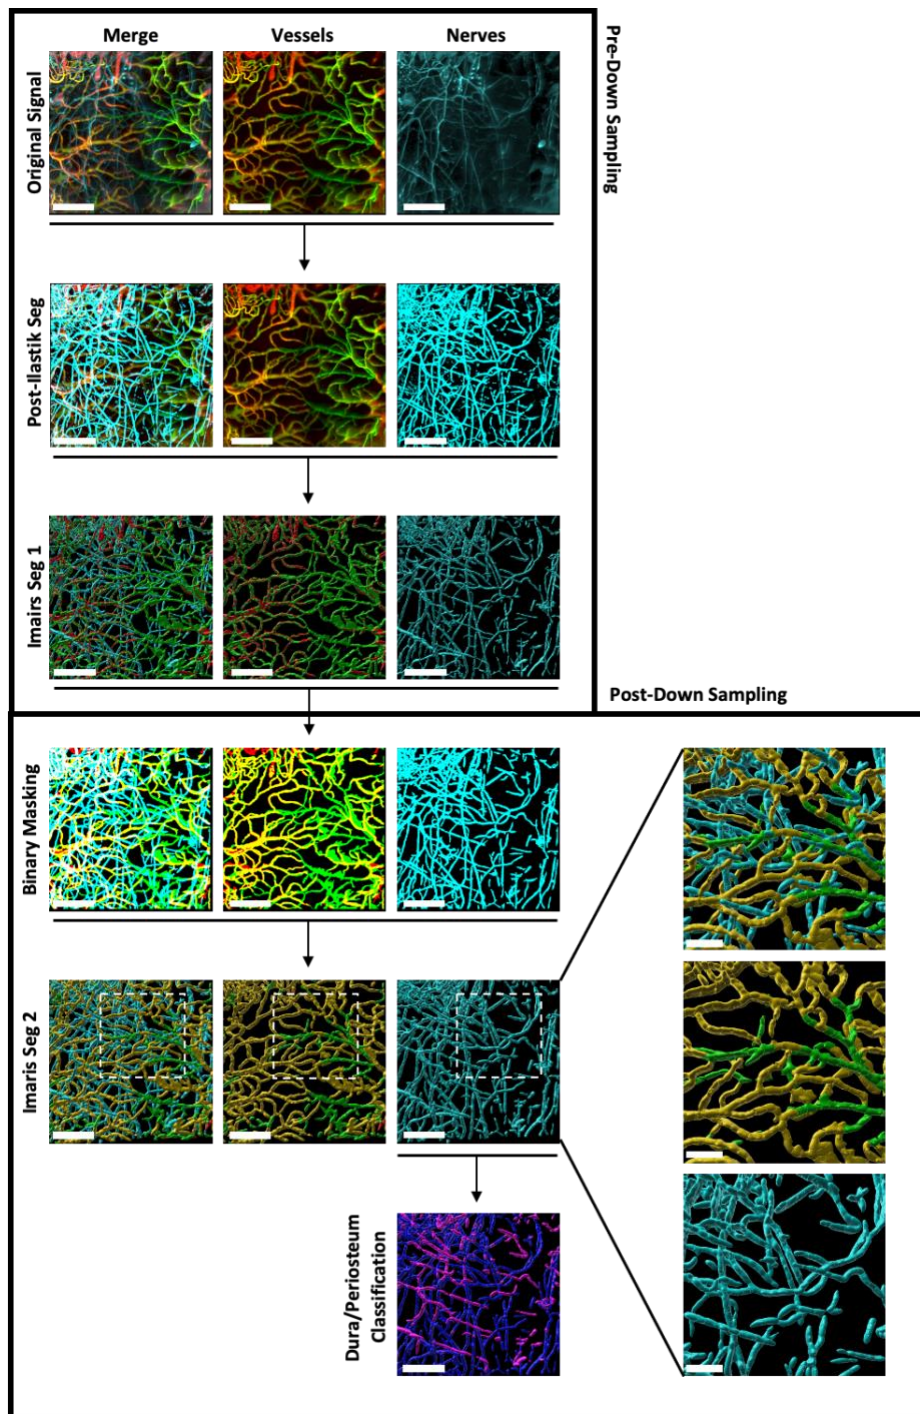 Merge
Vessels
Nerves
Pre-Down Sampling
Original Signal
Post-Ilastik Seg
Imairs Seg 1
Post-Down Sampling
Binary Masking
Imaris Seg 2
Dura/Periosteum
Classification